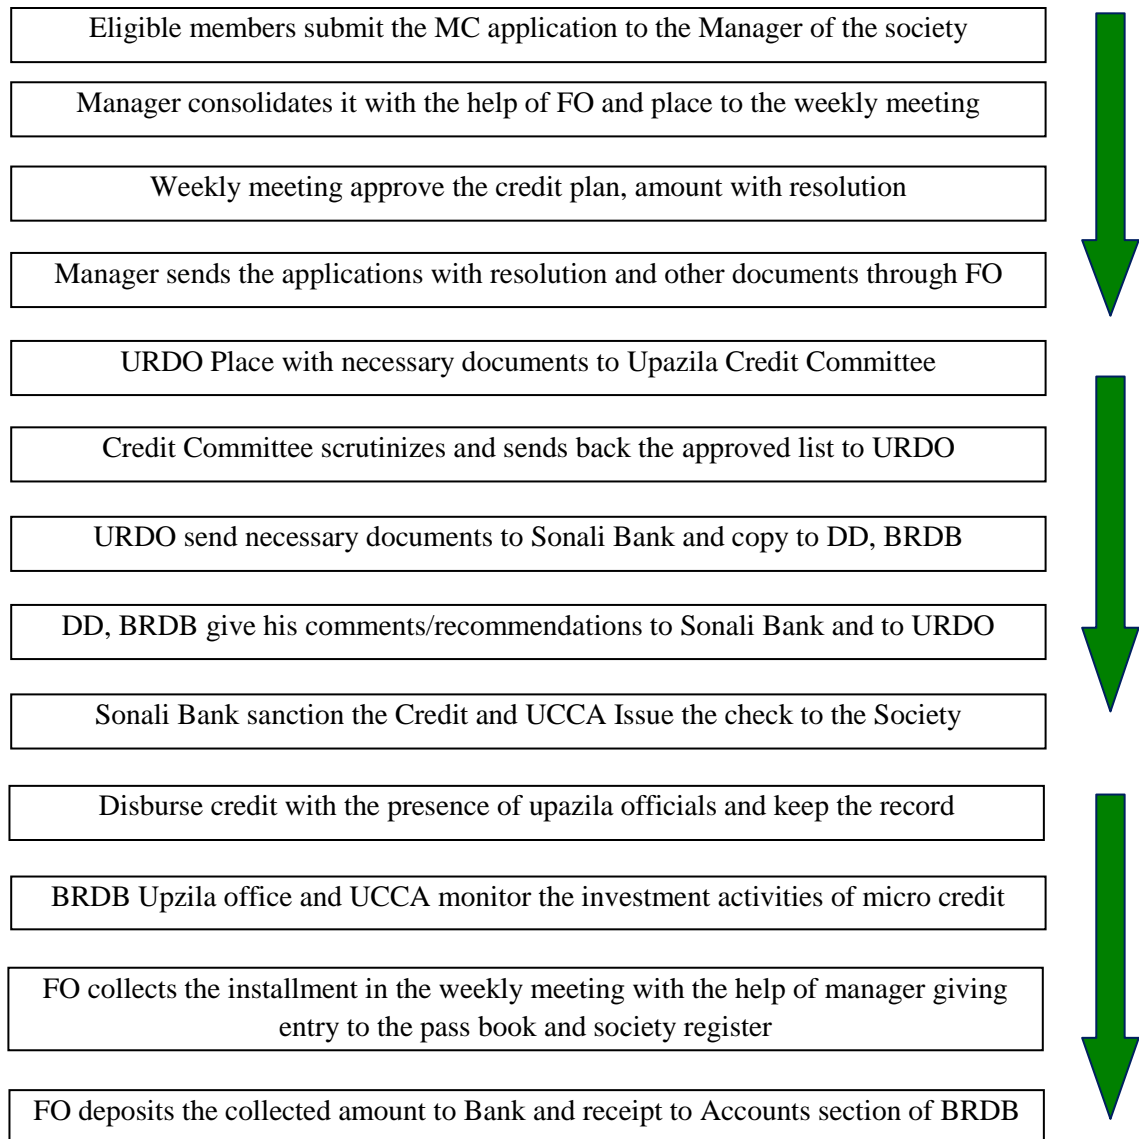 Eligible members submit the MC application to the Manager of the society
Manager consolidates it with the help of FO and place to the weekly meeting
Weekly meeting approve the credit plan, amount with resolution
Manager sends the applications with resolution and other documents through FO
URDO Place with necessary documents to Upazila Credit Committee
Credit Committee scrutinizes and sends back the approved list to URDO
URDO send necessary documents to Sonali Bank and copy to DD, BRDB
DD, BRDB give his comments/recommendations to Sonali Bank and to URDO
Sonali Bank sanction the Credit and UCCA Issue the check to the Society
Disburse credit with the presence of upazila officials and keep the record
BRDB Upzila office and UCCA monitor the investment activities of micro credit
FO collects the installment in the weekly meeting with the help of manager giving
entry to the pass book and society register
FO deposits the collected amount to Bank and receipt to Accounts section of BRDB